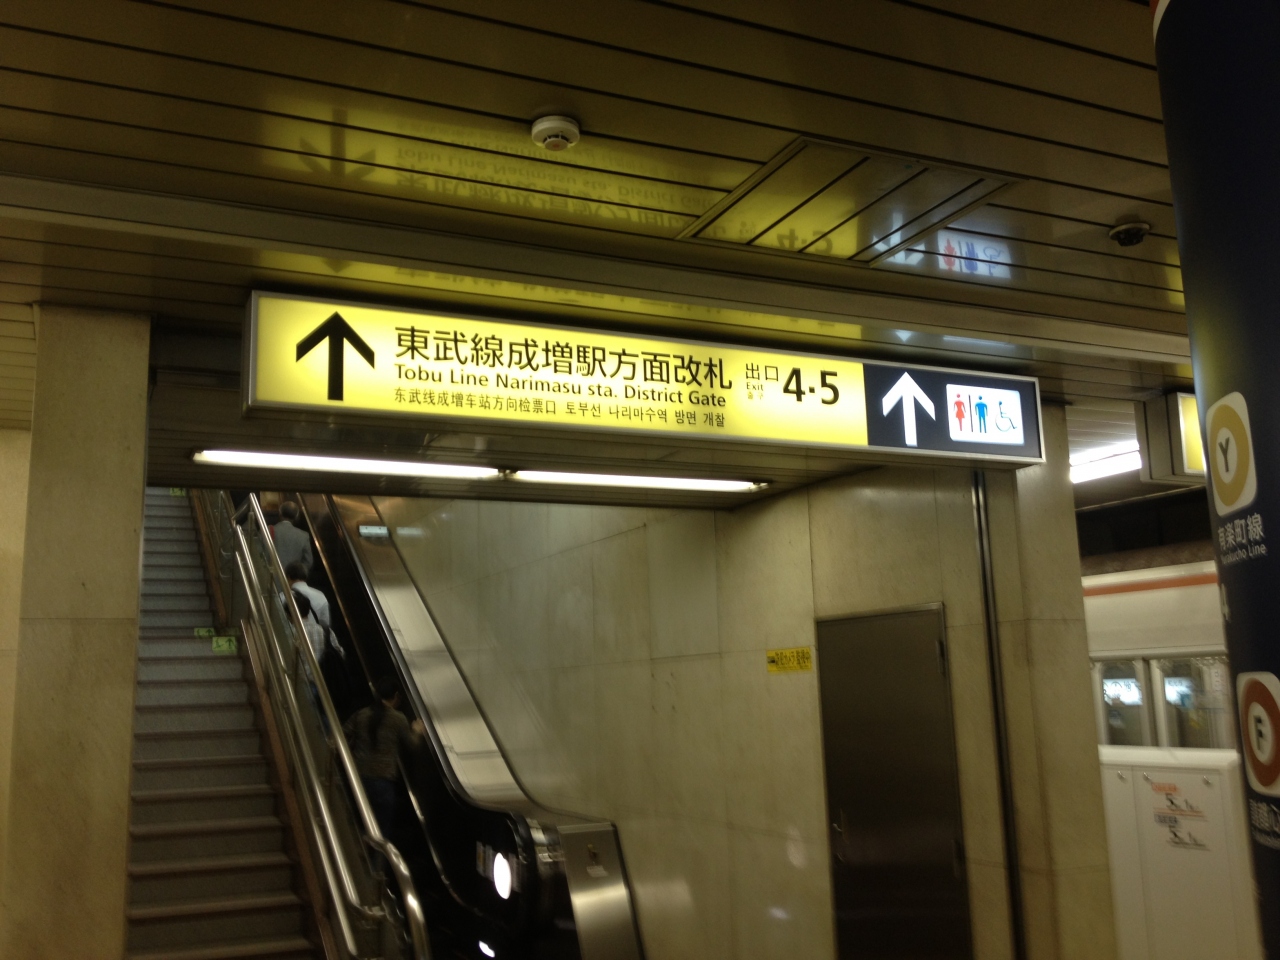 東武線成増駅方面改札
Tobu Line Narimasu sta. District Gate
东武线成增车站方向检票口 토부선 나리마수역 방면 개찰
出口
Exit
4·5
Y
有楽町線
Yurakucho Line
F